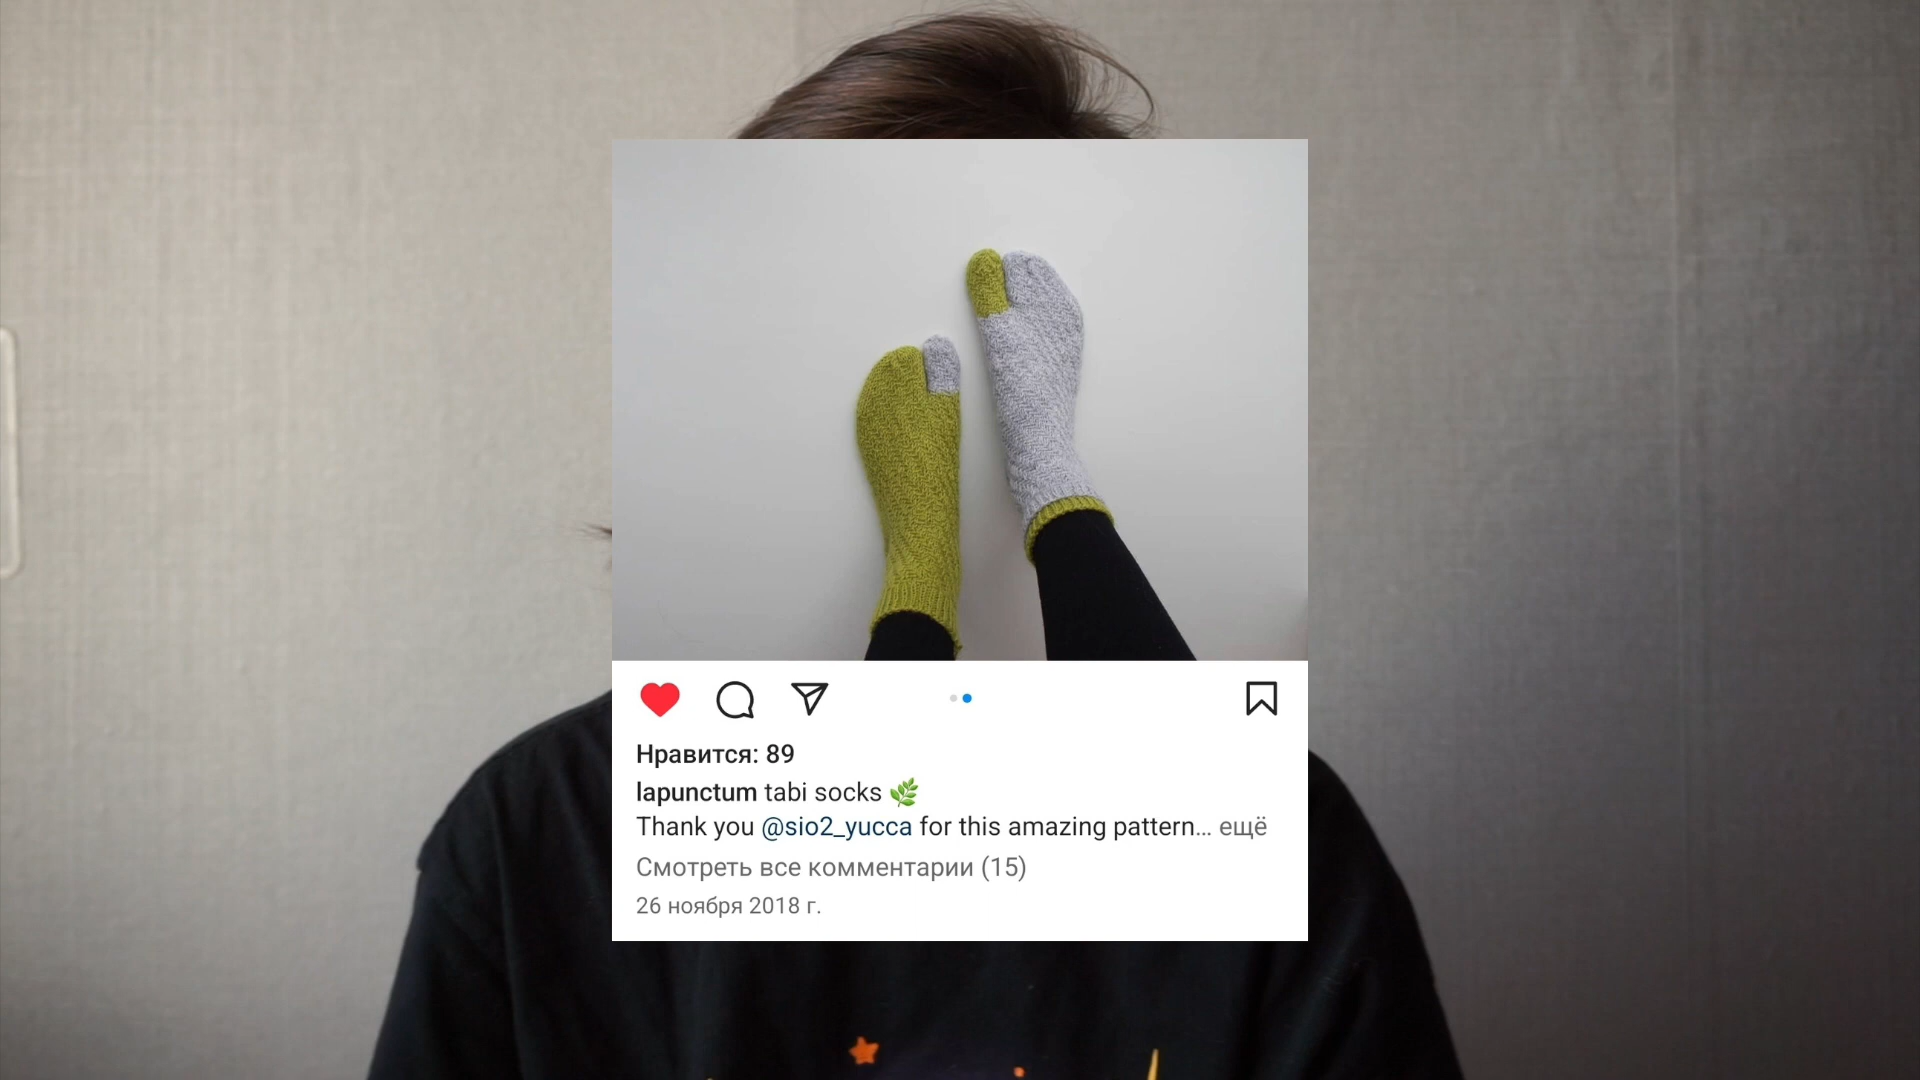 Нравится: 89
lapunctum tabi socks 🌿
Thank you @sio2_yucca for this amazing pattern... ещё
Смотреть все комментарии (15)
26 ноября 2018 г.